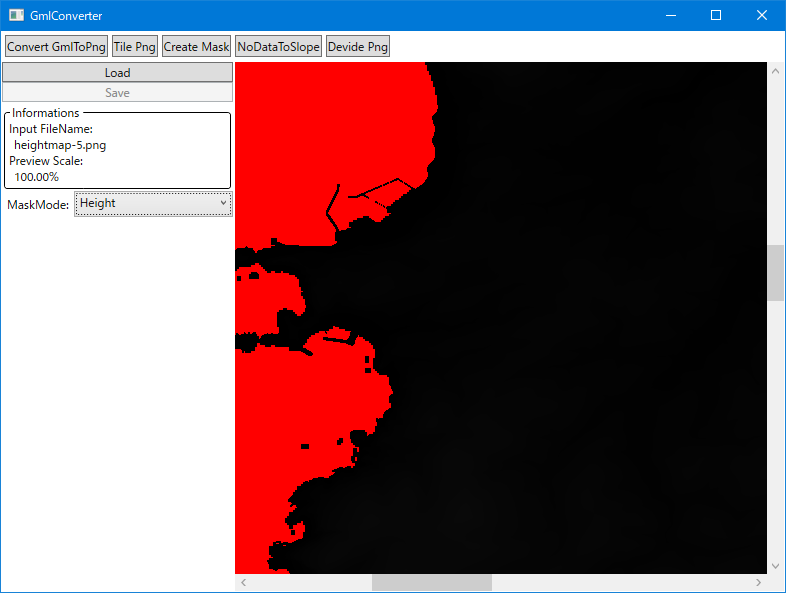 GmlConverter
Convert GmlToPng Tile Png Create Mask NoDataToSlope Devide Png
Load
Save
Informations
Input FileName:
heightmap-5.png
Preview Scale:
100.00%
MaskMode: Height